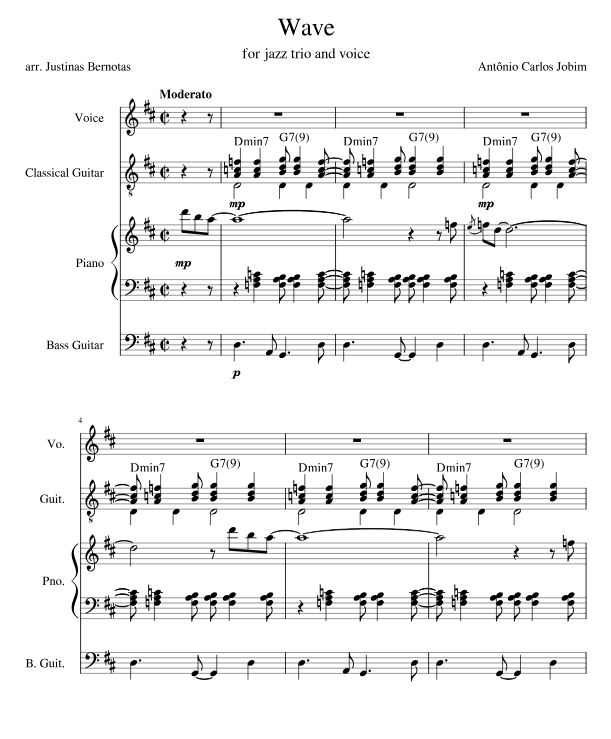 Wave
for jazz trio and voice
arr. Justinas Bernotas
Antônio Carlos Jobim
Moderato
Voice
Dmin7 G7(9) Dmin7 G7(9) Dmin7
Classical Guitar
mp mp
Piano
mp
Bass Guitar
p
4
Vo.
Dmin7 G7(9) Dmin7 G7(9) Dmin7 G7(9)
Guit.
Pno.
B. Guit.